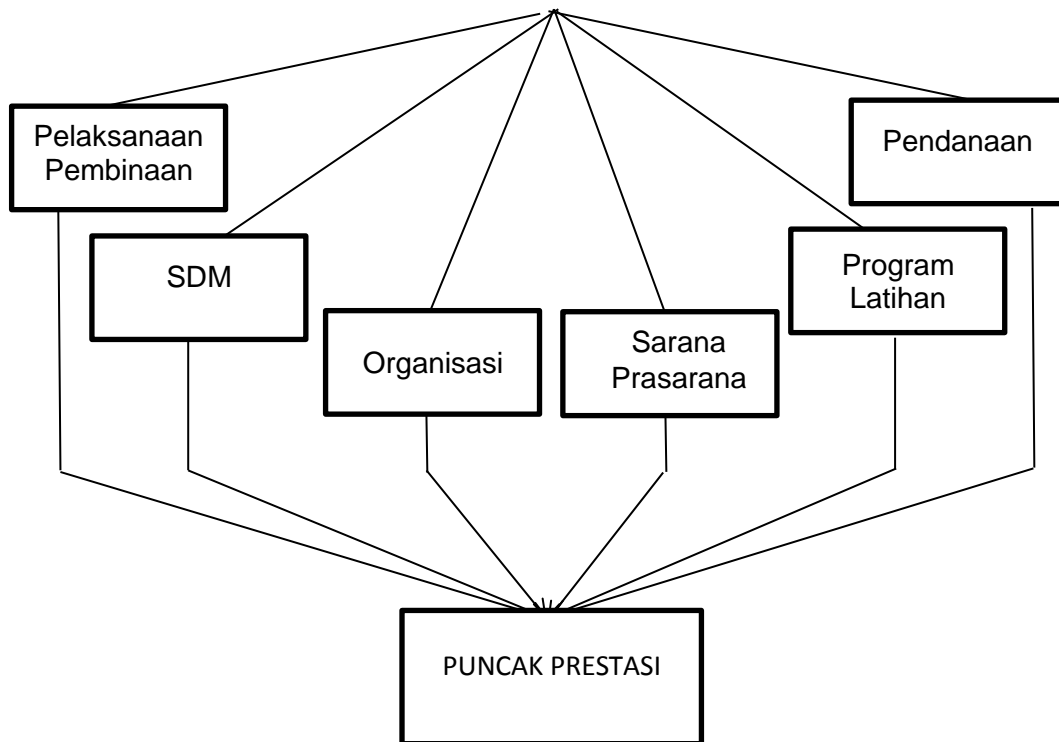 Pelaksanaan
Pembinaan
Pendanaan
SDM
Program
Latihan
Organisasi
Sarana
Prasarana
PUNCAK PRESTASI